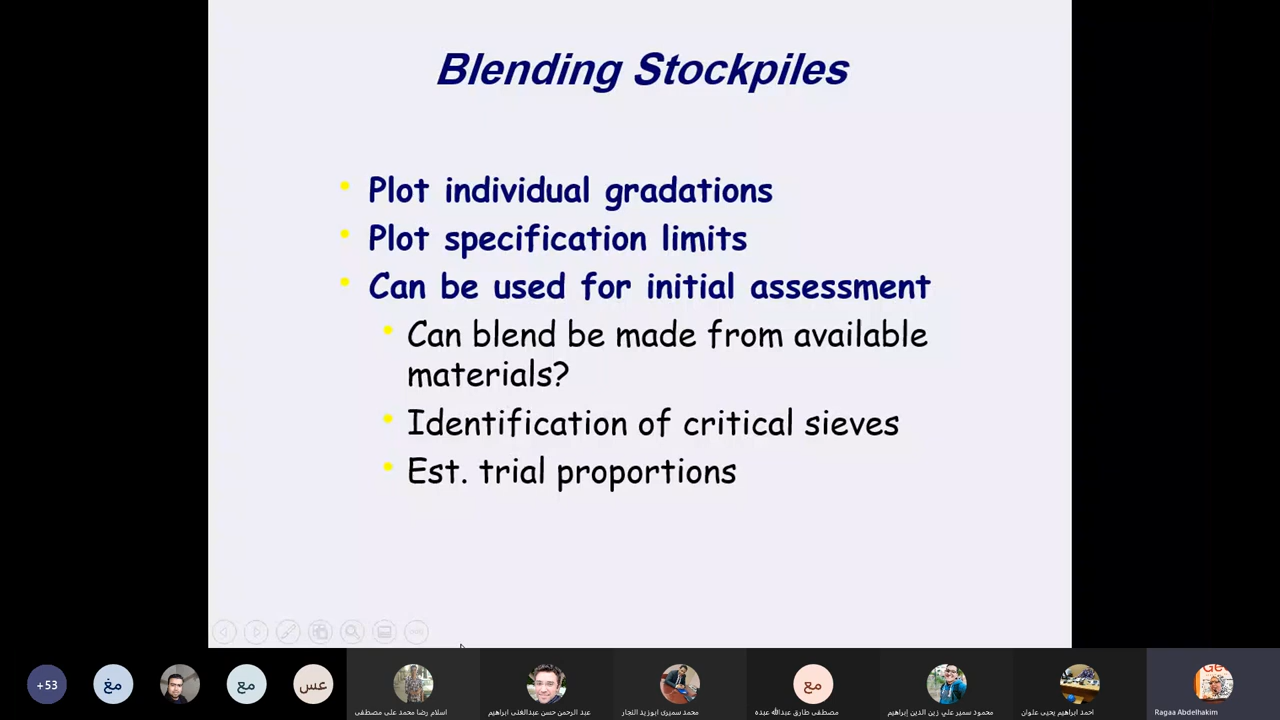 Blending Stockpiles
• Plot individual gradations
• Plot specification limits
• Can be used for initial assessment
• Can blend be made from available
materials?
• Identification of critical sieves
• Est. trial proportions
+53
مغ
مع
عس
مع
اسلام رضا محمد على مصطفى
عبد الرحمن حسن عبدالغنى ابراهيم
محمد سميرى ابوزيد النجار
مصطفى طارق عبدالله عبده
محمود سمير علي زين الدين إبراهيم
احمد ابراهيم يحيى علوان
Ragaa Abdelhakim